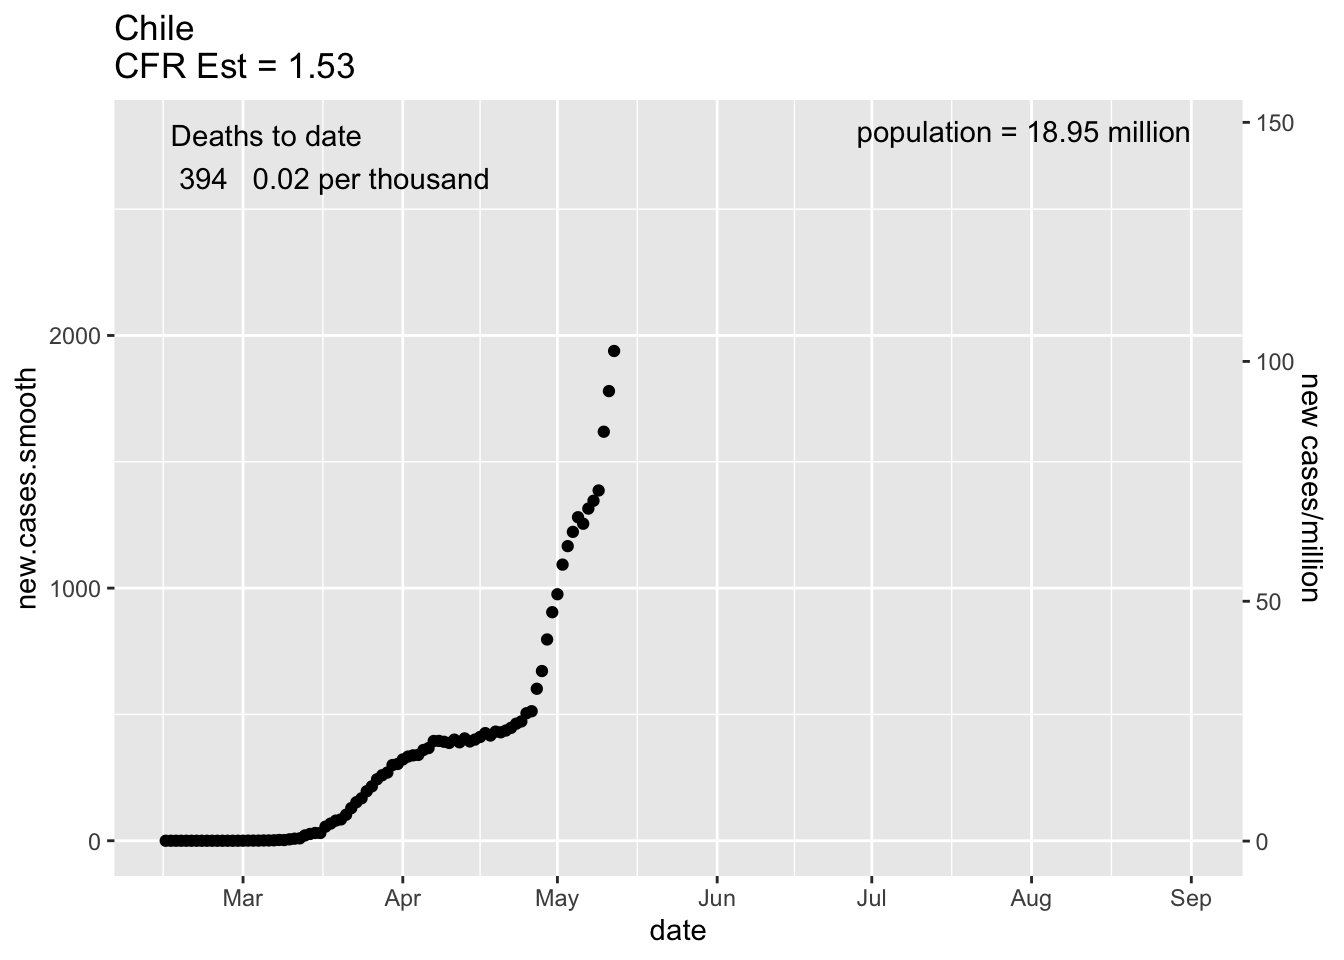 Chile
CFR Est = 1.53
Deaths to date
394 0.02 per thousand
population = 18.95 million
new.cases.smooth
2000
1000
0
150
100
50
0
new cases/million
Mar Apr May Jun Jul Aug Sep
date